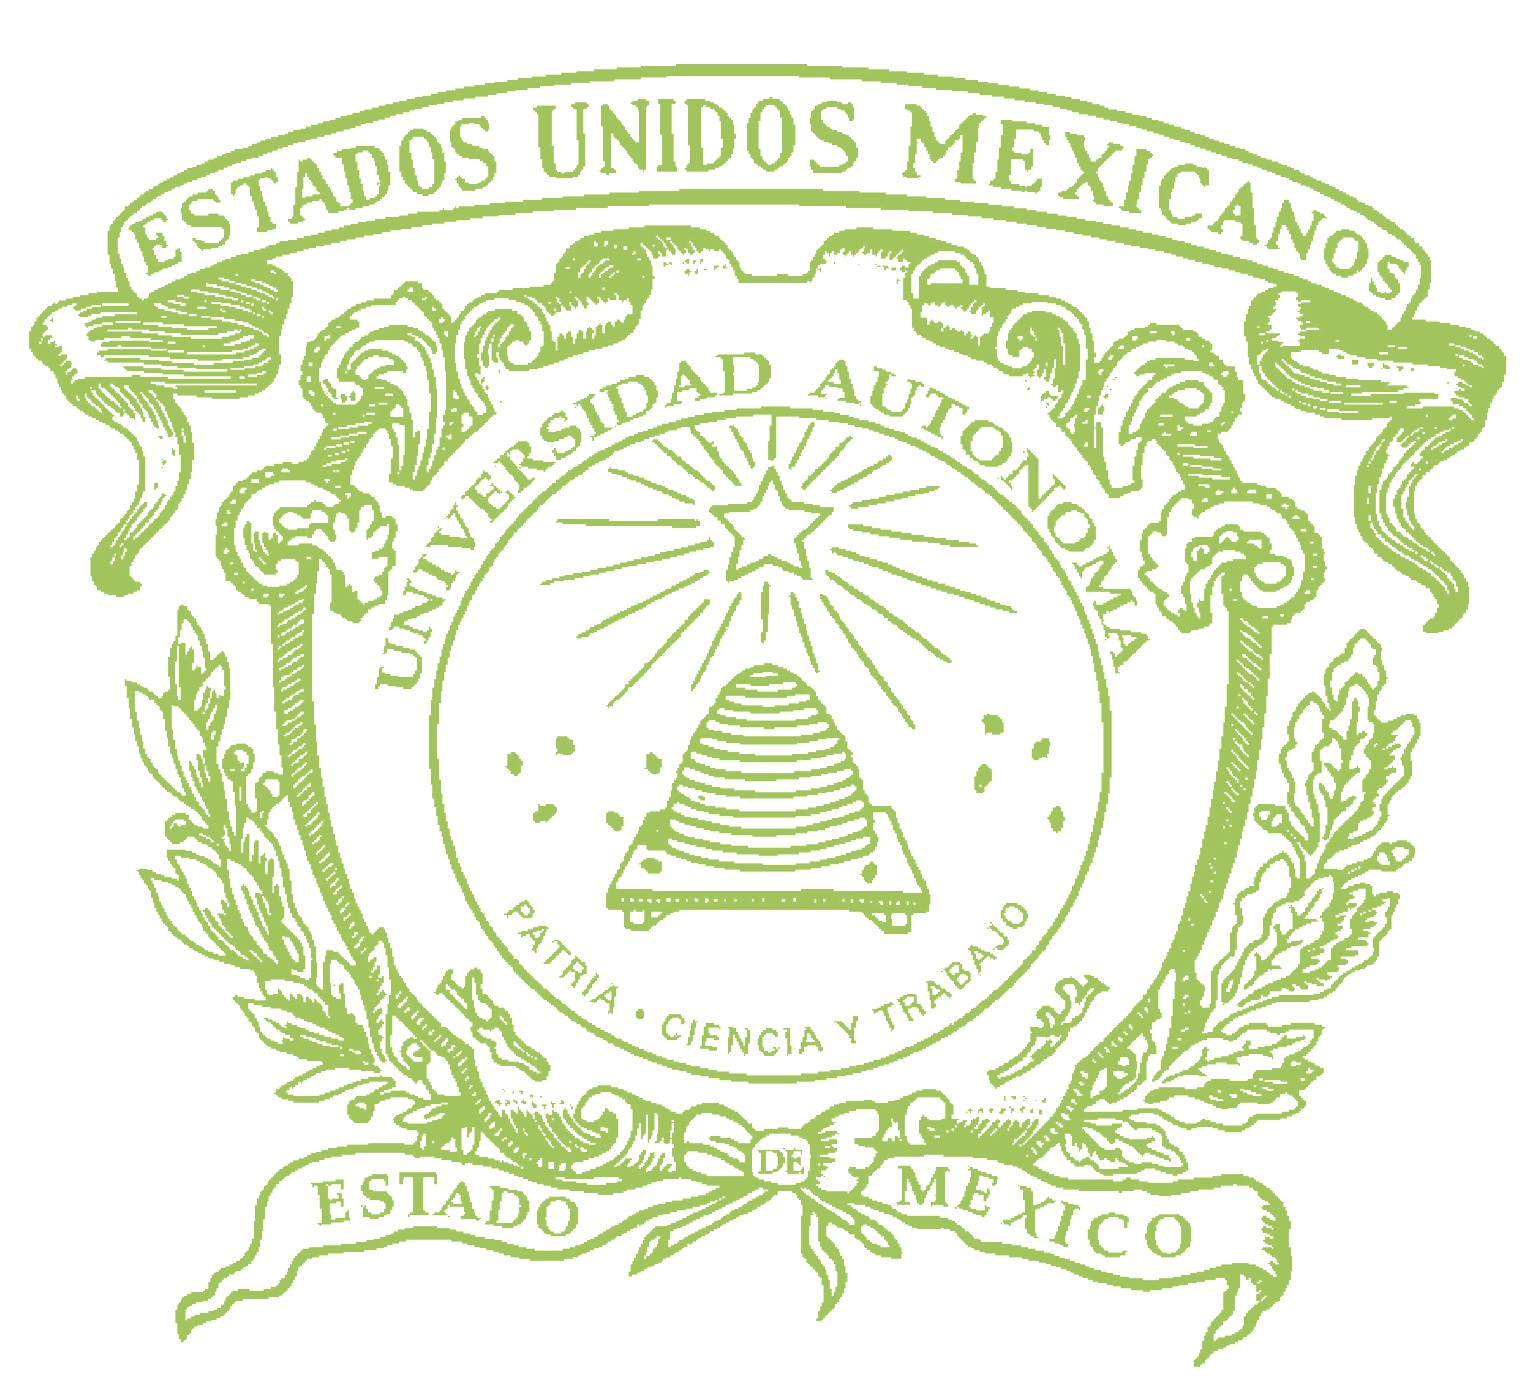 ESTADOS UNIDOS MEXICANOS
UNIVERSIDAD AUTONOMA
PATRIA • CIENCIA Y TRABAJO
ESTADO DE MEXICO